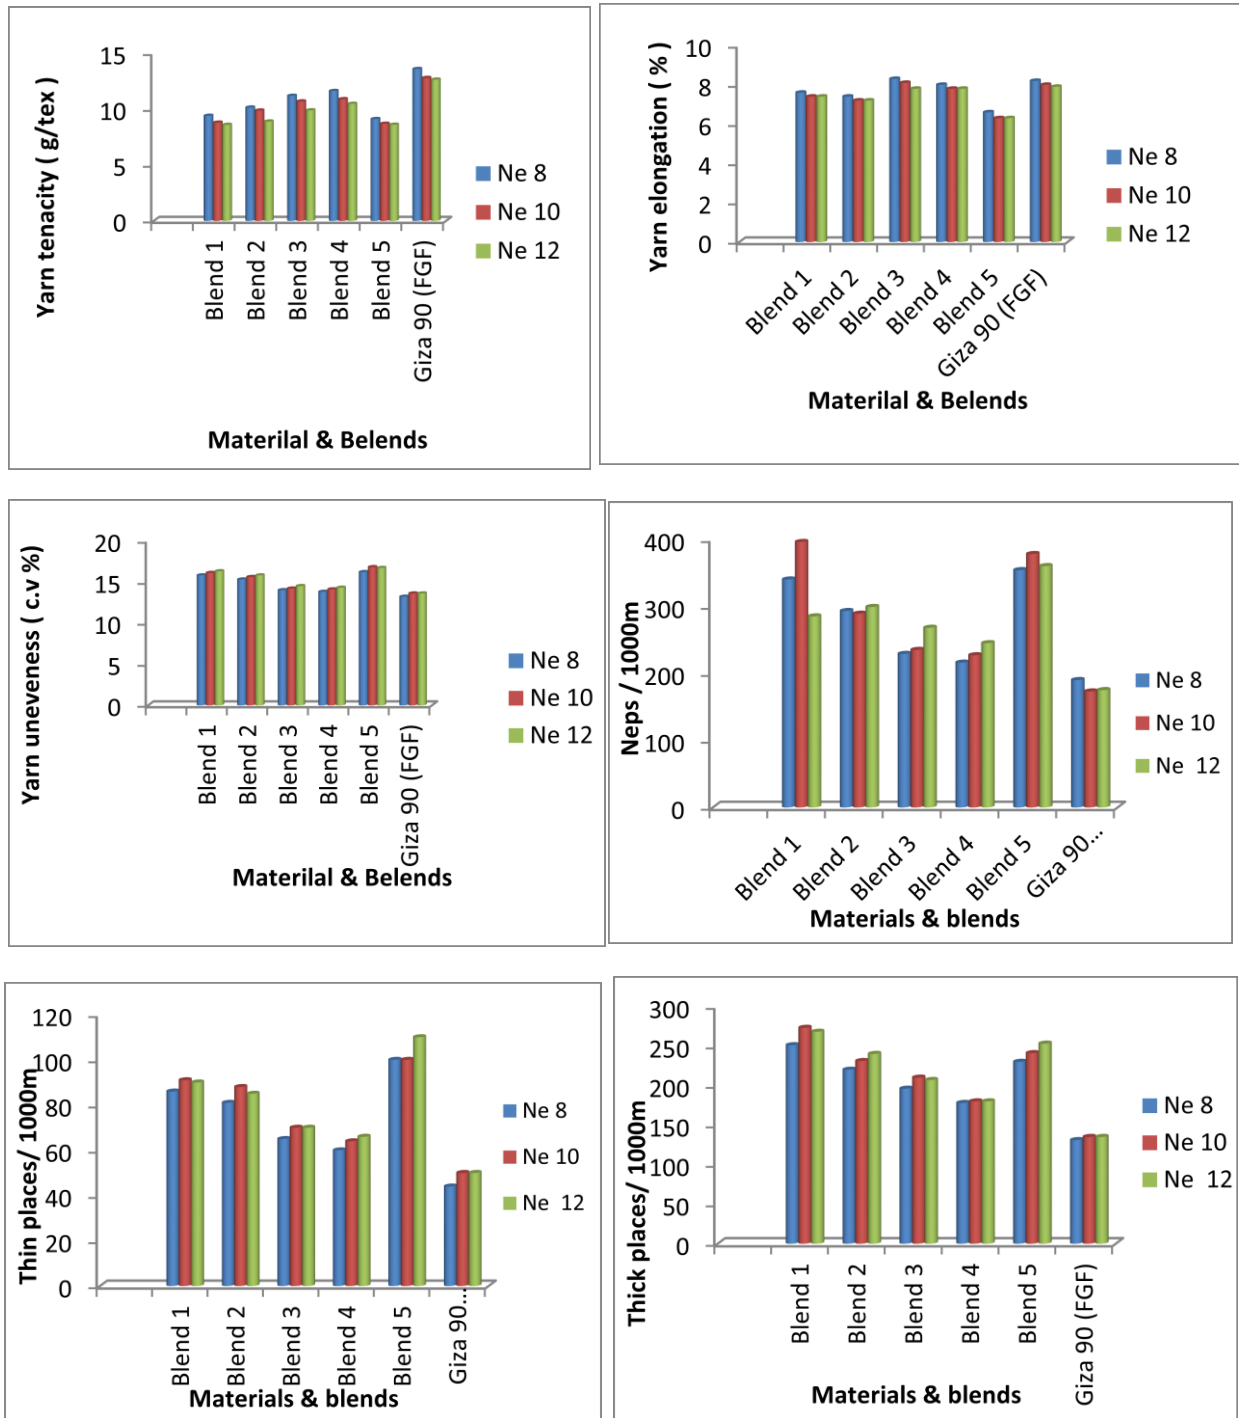 Yarn tenacity ( g/tex )
15
10
5
0
Blend 1
Blend 2
Blend 3
Blend 4
Blend 5
Giza 90 (FGF)
Ne 8
Ne 10
Ne 12
Materilal & Belends
Yarn elongation ( % )
10
8
6
4
2
0
Blend 1
Blend 2
Blend 3
Blend 4
Blend 5
Giza 90 (FGF)
Ne 8
Ne 10
Ne 12
Materilal & Belends
Yarn uneveness ( c.v %)
20
15
10
5
0
Blend 1
Blend 2
Blend 3
Blend 4
Blend 5
Giza 90 (FGF)
Ne 8
Ne 10
Ne 12
Materilal & Belends
Neps / 1000m
400
300
200
100
0
Blend 1
Blend 2
Blend 3
Blend 4
Blend 5
Giza 90...
Ne 8
Ne 10
Ne 12
Materials & blends
Thin places/ 1000m
120
100
80
60
40
20
0
Blend 1
Blend 2
Blend 3
Blend 4
Blend 5
Giza 90...
Ne 8
Ne 10
Ne 12
Materials & blends
Thick places/ 1000m
300
250
200
150
100
50
0
Blend 1
Blend 2
Blend 3
Blend 4
Blend 5
Giza 90 (FGF)
Ne 8
Ne 10
Ne 12
Materials & blends